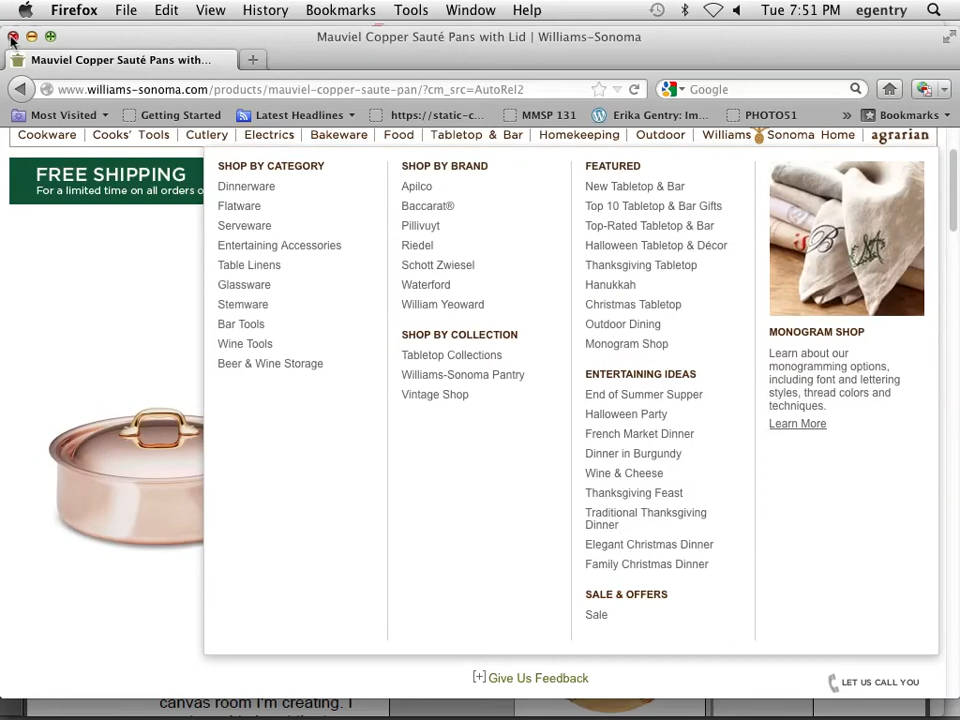 Firefox File Edit View History Bookmarks Tools Window Help Tue 7:51 PM egentry
Mauviel Copper Sauté Pans with Lid | Williams-Sonoma
Mauviel Copper Sauté Pans with...
www.williams-sonoma.com/products/mauviel-copper-saute-pan/?cm_src=AutoRel2 Google
Most Visited Getting Started Latest Headlines https://static-c... MMSP 131 Erika Gentry: Im... PHOTO51 » Bookmarks
Cookware Cooks' Tools Cutlery Electrics Bakeware Food Tabletop & Bar Homekeeping Outdoor Williams Sonoma Home agrarian
FREE SHIPPING
For a limited time on all orders o
SHOP BY CATEGORY
Dinnerware
Flatware
Serveware
Entertaining Accessories
Table Linens
Glassware
Stemware
Bar Tools
Wine Tools
Beer & Wine Storage
SHOP BY BRAND
Apilco
Baccarat®
Pillivuyt
Riedel
Schott Zwiesel
Waterford
William Yeoward
SHOP BY COLLECTION
Tabletop Collections
Williams-Sonoma Pantry
Vintage Shop
FEATURED
New Tabletop & Bar
Top 10 Tabletop & Bar Gifts
Top-Rated Tabletop & Bar
Halloween Tabletop & Décor
Thanksgiving Tabletop
Hanukkah
Christmas Tabletop
Outdoor Dining
Monogram Shop
ENTERTAINING IDEAS
End of Summer Supper
Halloween Party
French Market Dinner
Dinner in Burgundy
Wine & Cheese
Thanksgiving Feast
Traditional Thanksgiving
Dinner
Elegant Christmas Dinner
Family Christmas Dinner
SALE & OFFERS
Sale
MONOGRAM SHOP
Learn about our
monogramming options,
including font and lettering
styles, thread colors and
techniques.
Learn More
[+] Give Us Feedback
LET US CALL YOU
canvas room I'm creating. I